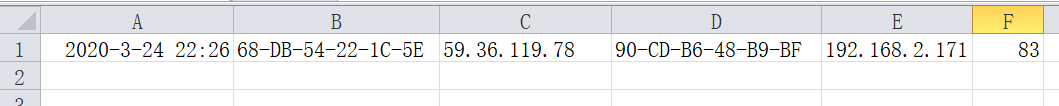 A B C D E F
1 2020-3-24 22:26 68-DB-54-22-1C-5E 59.36.119.78 90-CD-B6-48-B9-BF 192.168.2.171 83
2
3